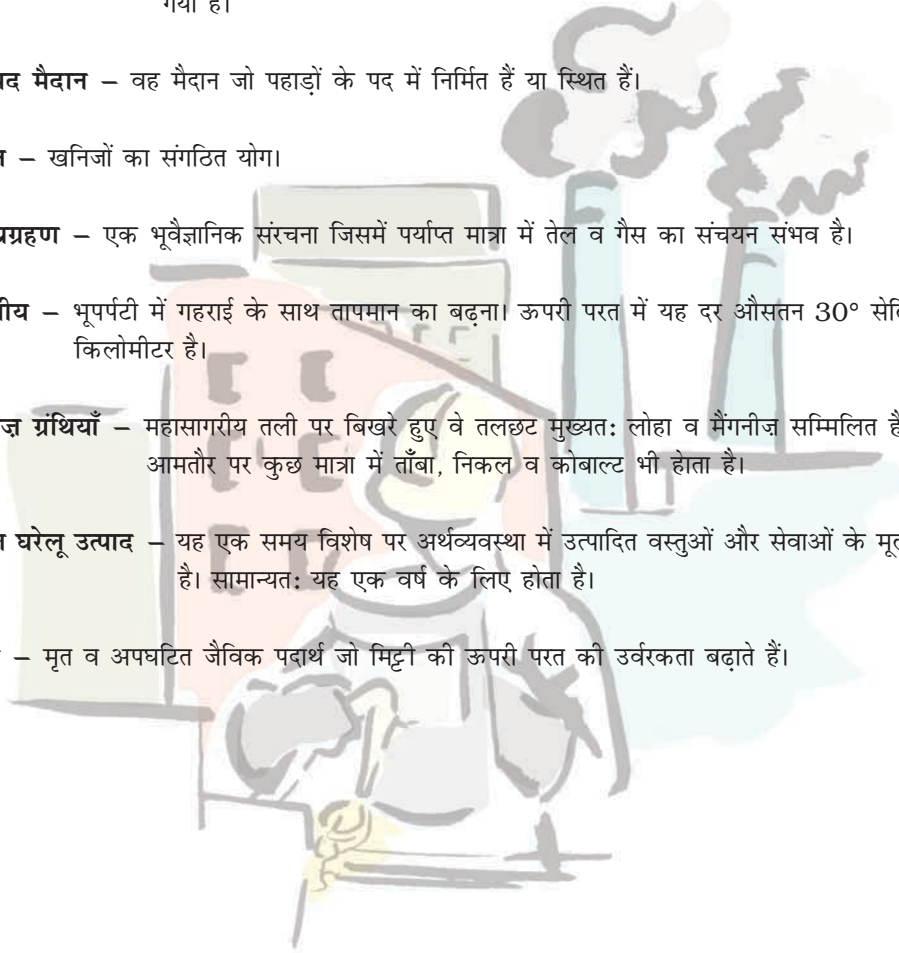 गया है।
मैदान – वह मैदान जो पहाड़ों के पद में निर्मित हैं या स्थित हैं।
– खनिजों का संगठित योग।
– एक भूवैज्ञानिक संरचना जिसमें पर्याप्त मात्रा में तेल व गैस का संचयन संभव है।
– भूपर्पटी में गहराई के साथ तापमान का बढ़ना। ऊपरी परत में यह दर औसतन 30°
किलोमीटर है।
ग्रंथियाँ – महासागरीय तली पर बिखरे हुए वे तलछट मुख्यत: लोहा व मैंगनीज़ सम्मिलित
आमतौर पर कुछ मात्रा में ताँबा, निकल व कोबाल्ट भी हेाता है।
घरेलू उत्पाद – यह एक समय विशेष पर अर्थव्यवस्था में उत्पादित वस्तुओं और सेवाओं के
है। सामान्यत: यह एक वर्ष के लिए होता है।
– मृत व अपघटित जैविक पदार्थ जो मिट्टी की ऊपरी परत की उर्वरकता बढ़ाते हैं।